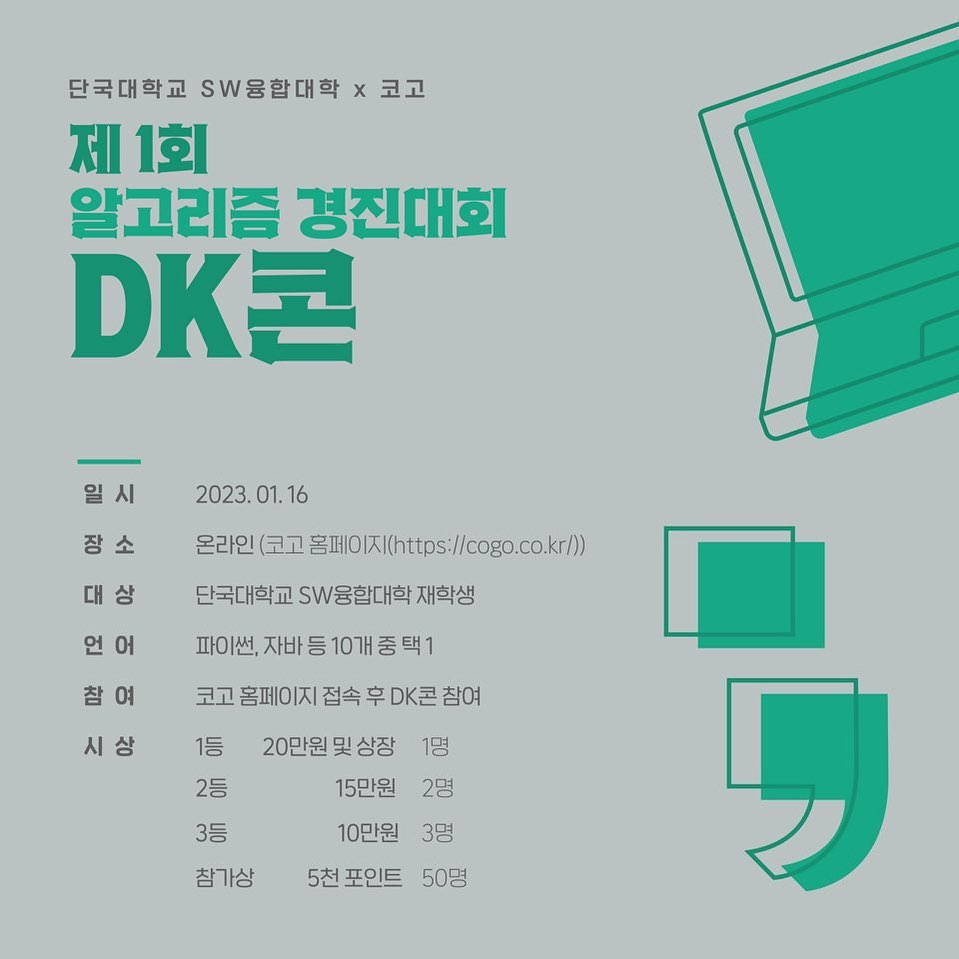 단국대학교 SW융합대학 x 코고
제 1회
알고리즘 경진대회
DK콘
일 시 2023. 01. 16
장 소 온라인 (코고 홈페이지(https://cogo.co.kr/))
대 상 단국대학교 SW융합대학 재학생
언 어 파이썬, 자바 등 10개 중 택 1
참 여 코고 홈페이지 접속 후 DK콘 참여
시 상 1등 20만원 및 상장 1명
2등 15만원 2명
3등 10만원 3명
참가상 5천 포인트 50명